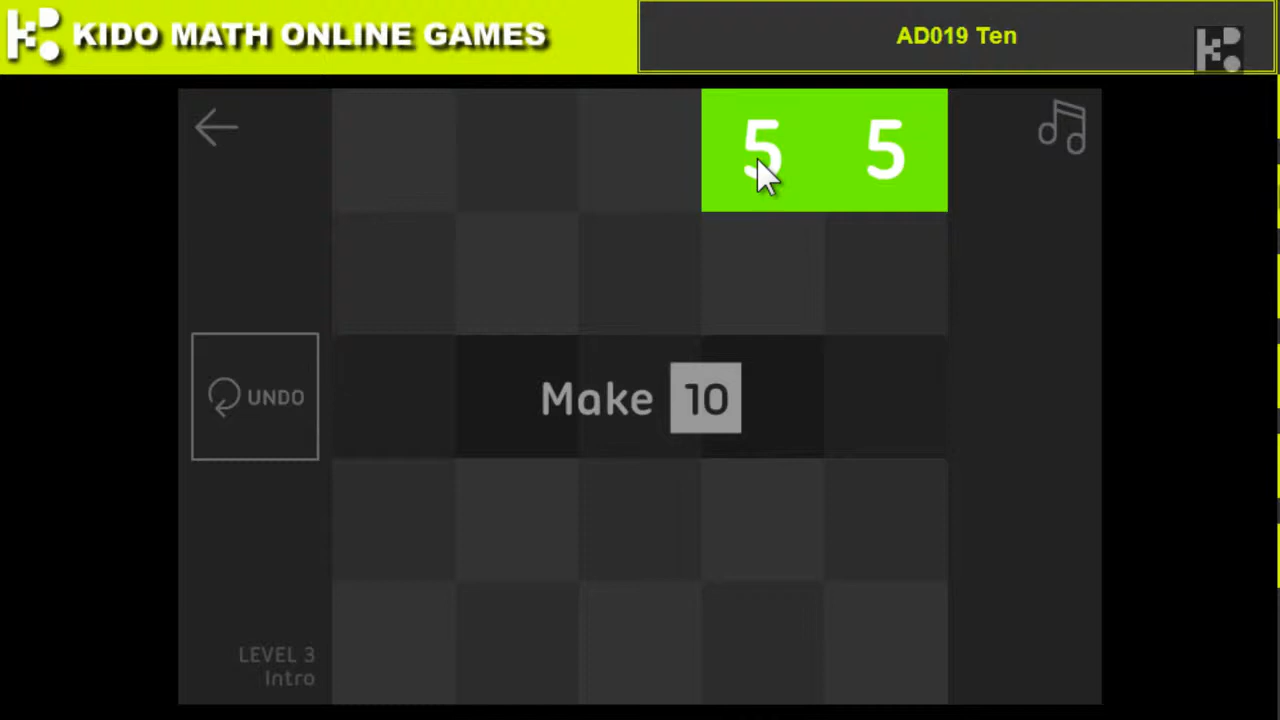 KIDO MATH ONLINE GAMES
AD019 Ten
5 5
UNDO
Make 10
LEVEL 3
Intro